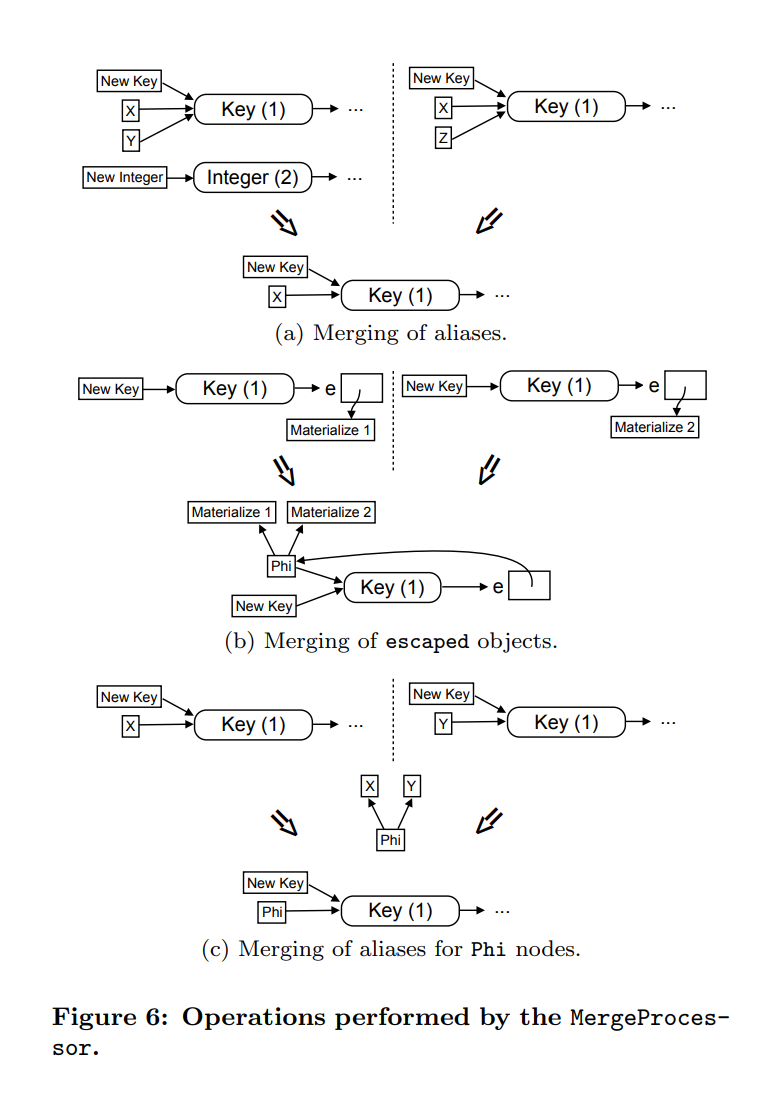 New Key
X
Y
Key (1)
...
New Integer
Integer (2)
...
New Key
X
Z
Key (1)
...
New Key
X
Key (1)
...
(a) Merging of aliases.
New Key
Key (1)
e
Materialize 1
New Key
Key (1)
e
Materialize 2
Materialize 1
Materialize 2
Phi
New Key
Key (1)
e
(b) Merging of escaped objects.
New Key
X
Key (1)
...
New Key
Y
Key (1)
...
X
Y
Phi
New Key
Phi
Key (1)
...
(c) Merging of aliases for Phi nodes.
Figure 6: Operations performed by the MergeProces-
sor.